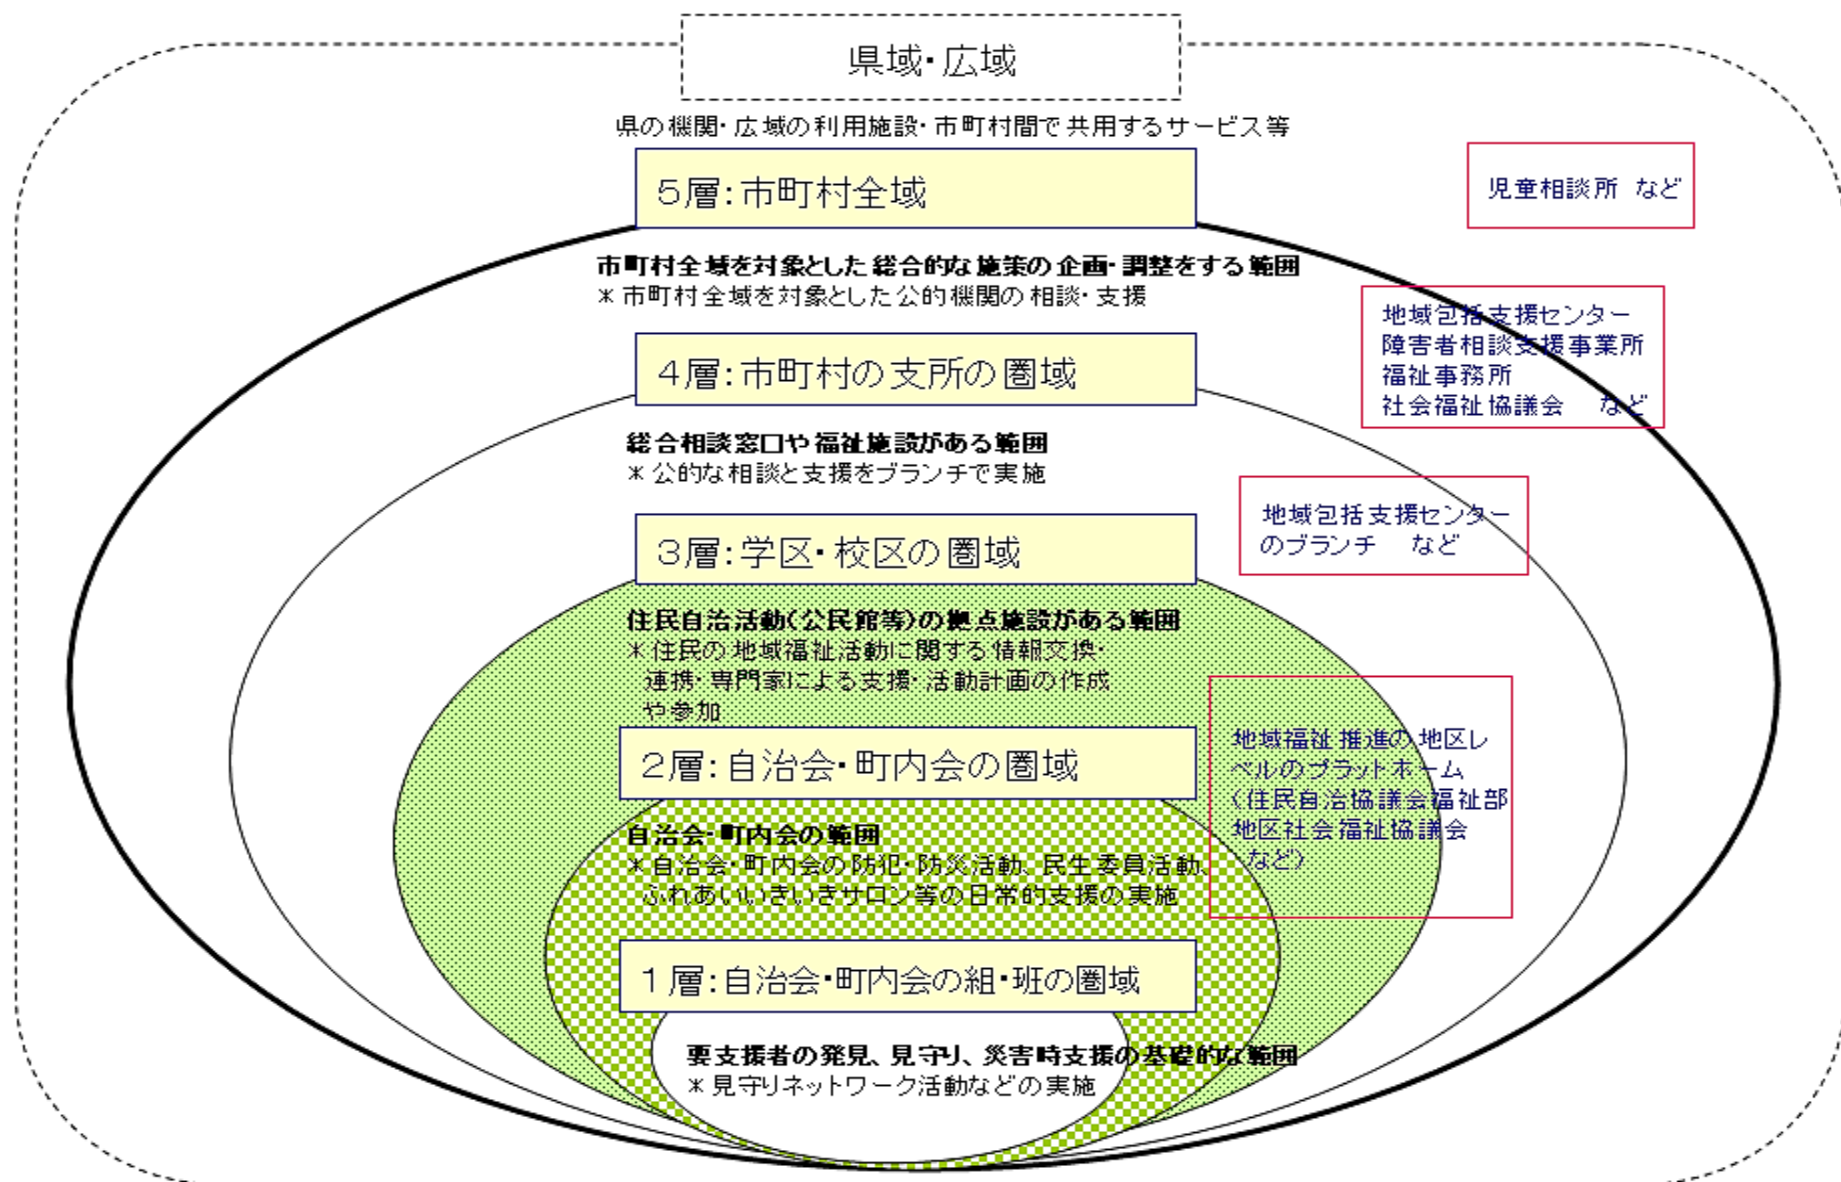 県域・広域
県の機関・広域の利用施設・市町村間で共用するサービス等
5層:市町村全域
児童相談所 など
市町村全域を対象とした総合的な施策の企画・調整をする範囲
＊市町村全域を対象とした公的機関の相談・支援
地域包括支援センター
障害者相談支援事業所
福祉事務所
社会福祉協議会 など
4層:市町村の支所の圏域
総合相談窓口や福祉施設がある範囲
＊公的な相談と支援をブランチで実施
地域包括支援センター
のブランチ など
3層:学区・校区の圏域
住民自治活動(公民館等)の拠点施設がある範囲
＊住民の地域福祉活動に関する情報交換・
連携・専門家による支援・活動計画の作成
や参加
地域福祉推進の地区レ
ベルのプラットホーム
(住民自治協議会福祉部
地区社会福祉協議会
など)
2層:自治会・町内会の圏域
自治会・町内会の範囲
＊自治会・町内会の防犯・防災活動、民生委員活動、
ふれあいいきいきサロン等の日常的支援の実施
1層:自治会・町内会の組・班の圏域
要支援者の発見、見守り、災害時支援の基礎的な範囲
＊見守りネットワーク活動などの実施